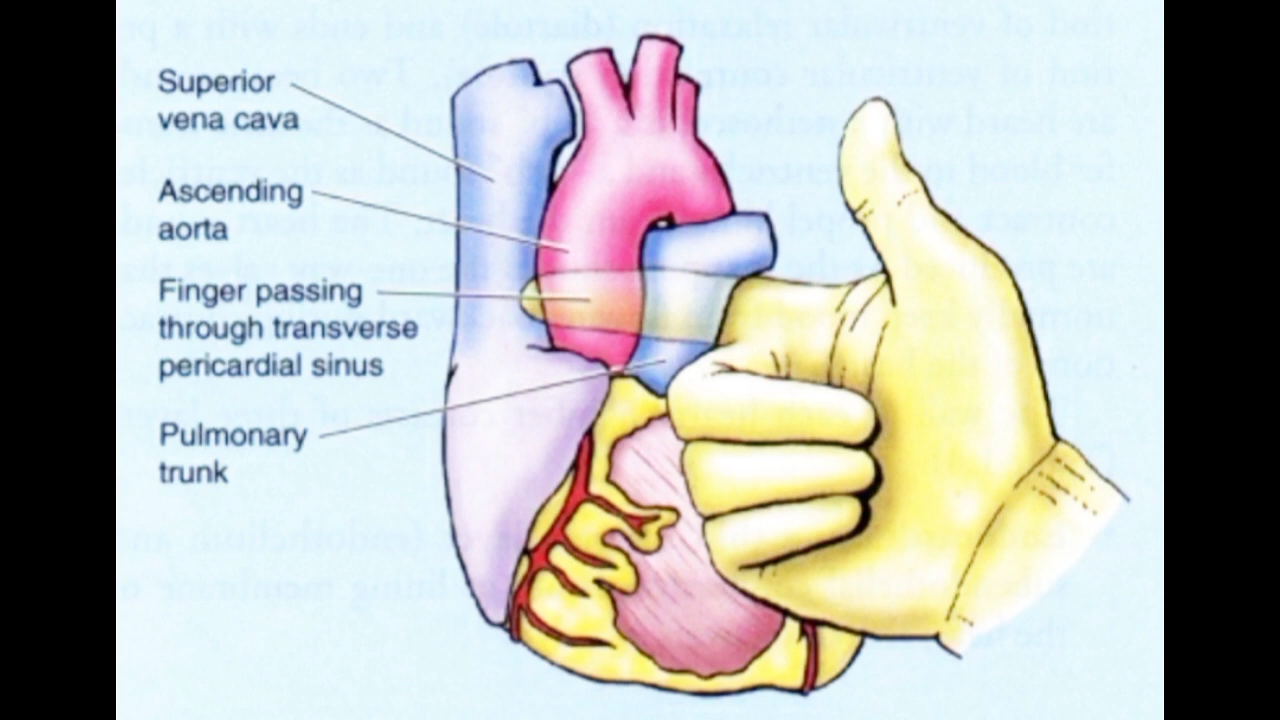 Superior
vena cava
Ascending
aorta
Finger passing
through transverse
pericardial sinus
Pulmonary
trunk